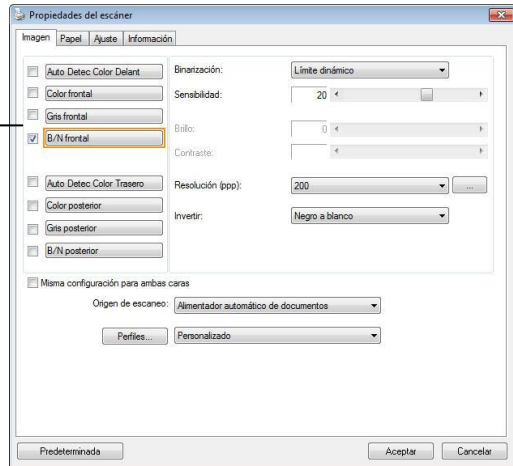 Propiedades del escáner
Imagen Papel Ajuste Información
Auto Detec Color Delant
Color frontal
Gris frontal
B/N frontal
Auto Detec Color Trasero
Color posterior
Gris posterior
B/N posterior
Binarización: Límite dinámico
Sensibilidad: 20
Brillo: 0
Contraste:
Resolución (ppp): 200 ...
Invertir: Negro a blanco
Misma configuración para ambas caras
Origen de escaneo: Alimentador automático de documentos
Perfiles... Personalizado
Predeterminada Aceptar Cancelar